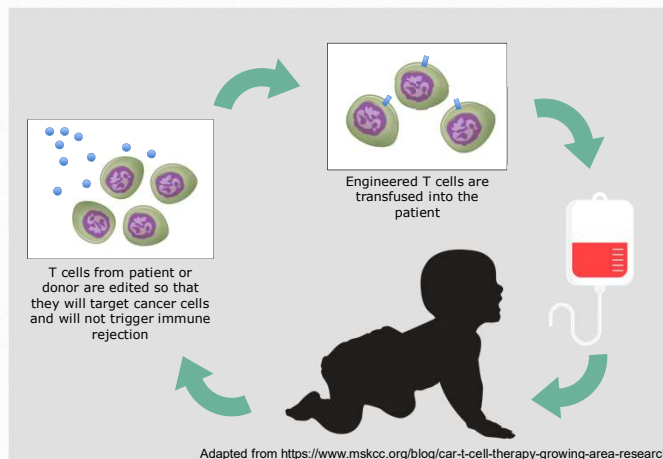 Engineered T cells are
transfused into the
patient
T cells from patient or
donor are edited so that
they will target cancer cells
and will not trigger immune
rejection
Adapted from https://www.mskcc.org/blog/car-t-cell-therapy-growing-area-research